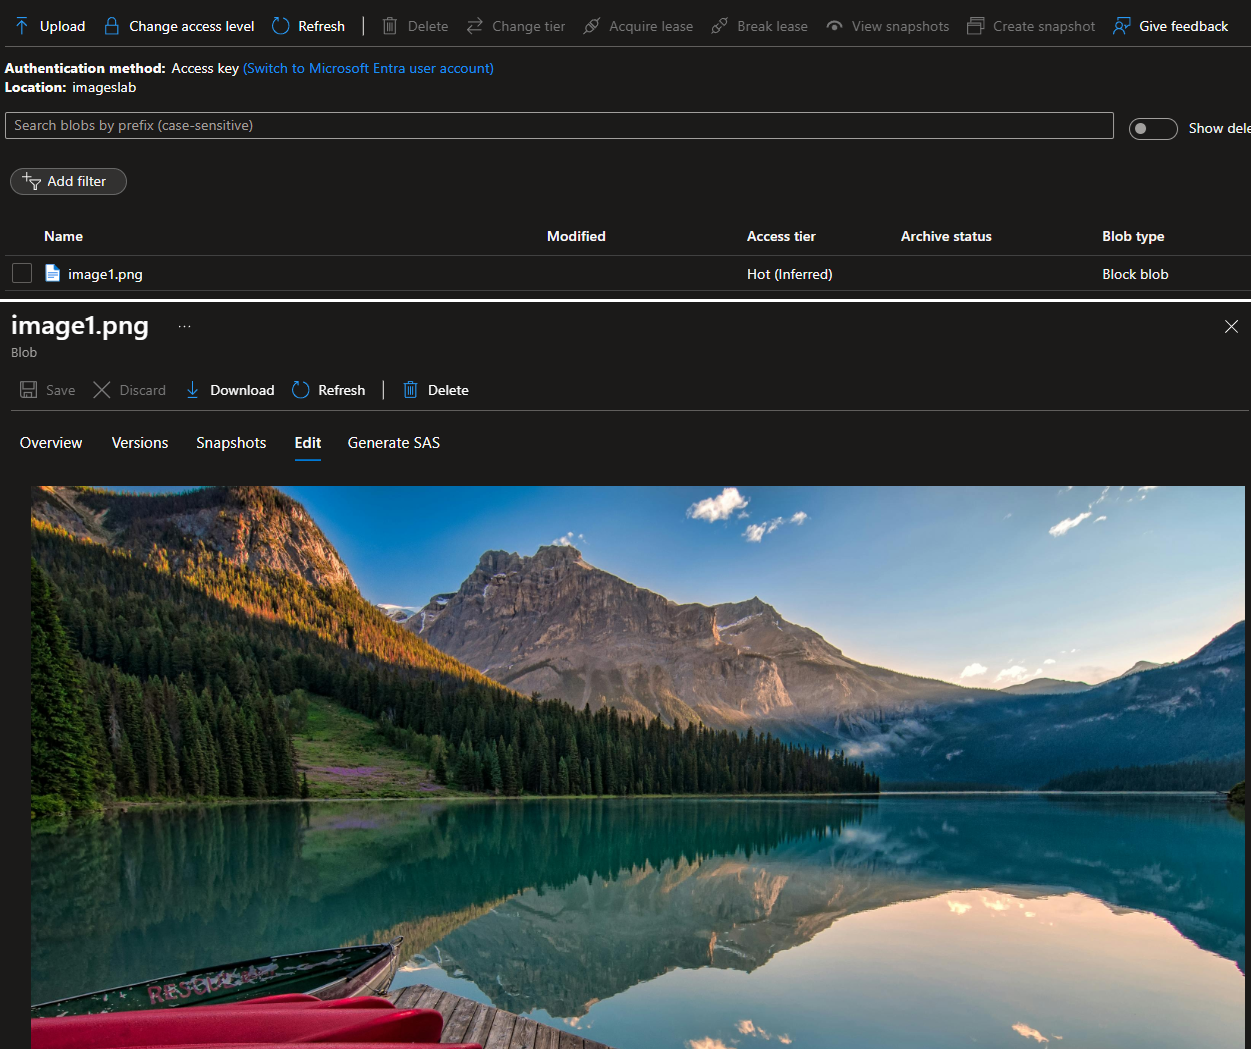 Upload Change access level Refresh | Delete Change tier Acquire lease Break lease View snapshots Create snapshot Give feedback
Authentication method: Access key (Switch to Microsoft Entra user account)
Location: imageslab
Search blobs by prefix (case-sensitive)
Show dele
Add filter
Name Modified Access tier Archive status Blob type
image1.png Hot (Inferred) Block blob
image1.png ...
Blob
Save Discard Download Refresh | Delete
Overview Versions Snapshots Edit Generate SAS